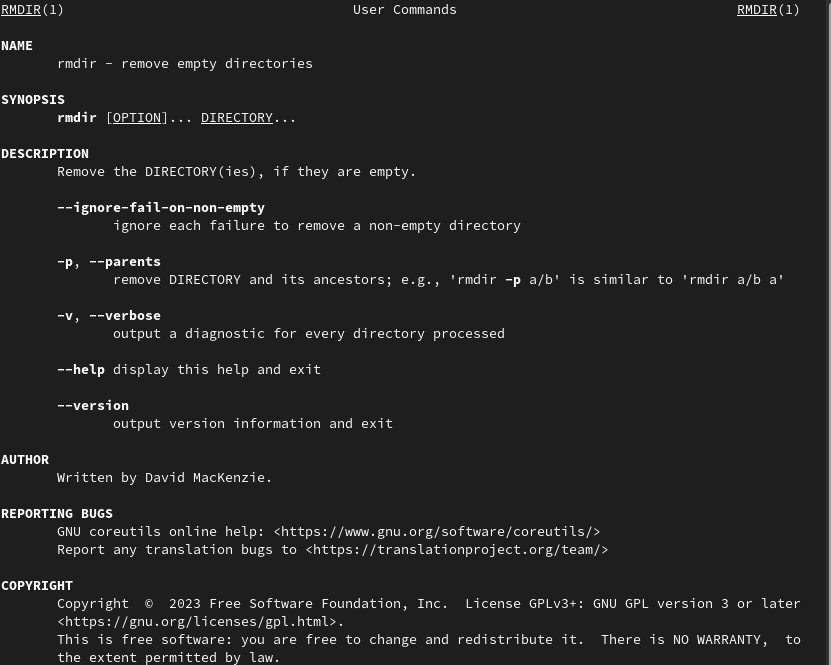 RMDIR(1) User Commands RMDIR(1)
NAME
rmdir - remove empty directories
SYNOPSIS
rmdir [OPTION]... DIRECTORY...
DESCRIPTION
Remove the DIRECTORY(ies), if they are empty.
--ignore-fail-on-non-empty
ignore each failure to remove a non-empty directory
-p, --parents
remove DIRECTORY and its ancestors; e.g., 'rmdir -p a/b' is similar to 'rmdir a/b a'
-v, --verbose
output a diagnostic for every directory processed
--help display this help and exit
--version
output version information and exit
AUTHOR
Written by David MacKenzie.
REPORTING BUGS
GNU coreutils online help: <https://www.gnu.org/software/coreutils/>
Report any translation bugs to <https://translationproject.org/team/>
COPYRIGHT
Copyright © 2023 Free Software Foundation, Inc. License GPLv3+: GNU GPL version 3 or later
<https://gnu.org/licenses/gpl.html>.
This is free software: you are free to change and redistribute it. There is NO WARRANTY, to
the extent permitted by law.